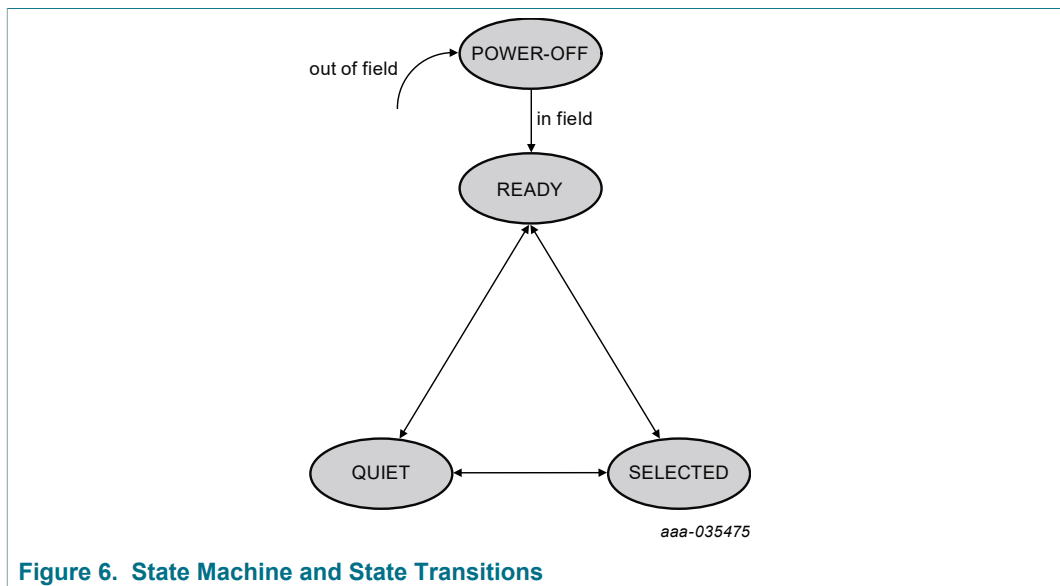 POWER-OFF
out of field
in field
READY
QUIET
SELECTED
aaa-035475
Figure 6. State Machine and State Transitions